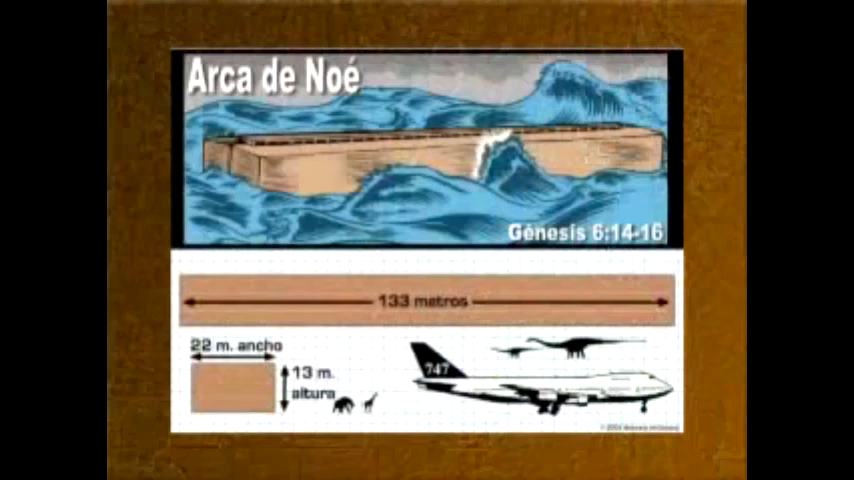 Arca de Noé
Génesis 6:14-16
133 metros
22 m. ancho
13 m.
altura
747